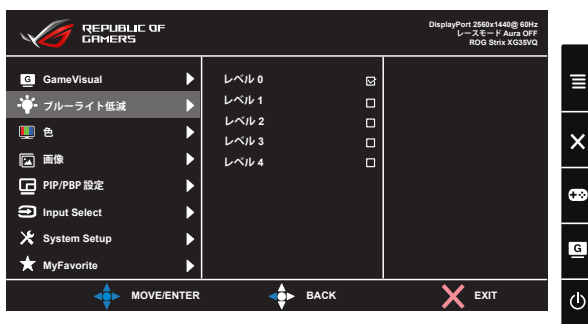 REPUBLIC OF
GAMERS
DisplayPort 2560x1440@ 60Hz
レースモード Aura OFF
ROG Strix XG35VQ
G GameVisual
ブルーライト低減
色
画像
PIP/PBP 設定
Input Select
System Setup
MyFavorite
レベル 0
レベル 1
レベル 2
レベル 3
レベル 4
MOVE/ENTER
BACK
EXIT
G